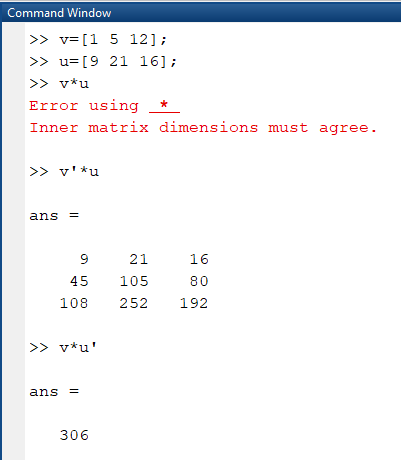 Command Window
>> v=[1 5 12];
>> u=[9 21 16];
>> v*u
Error using  * 
Inner matrix dimensions must agree.
>> v'*u
ans =
9 21 16
45 105 80
108 252 192
>> v*u'
ans =
306